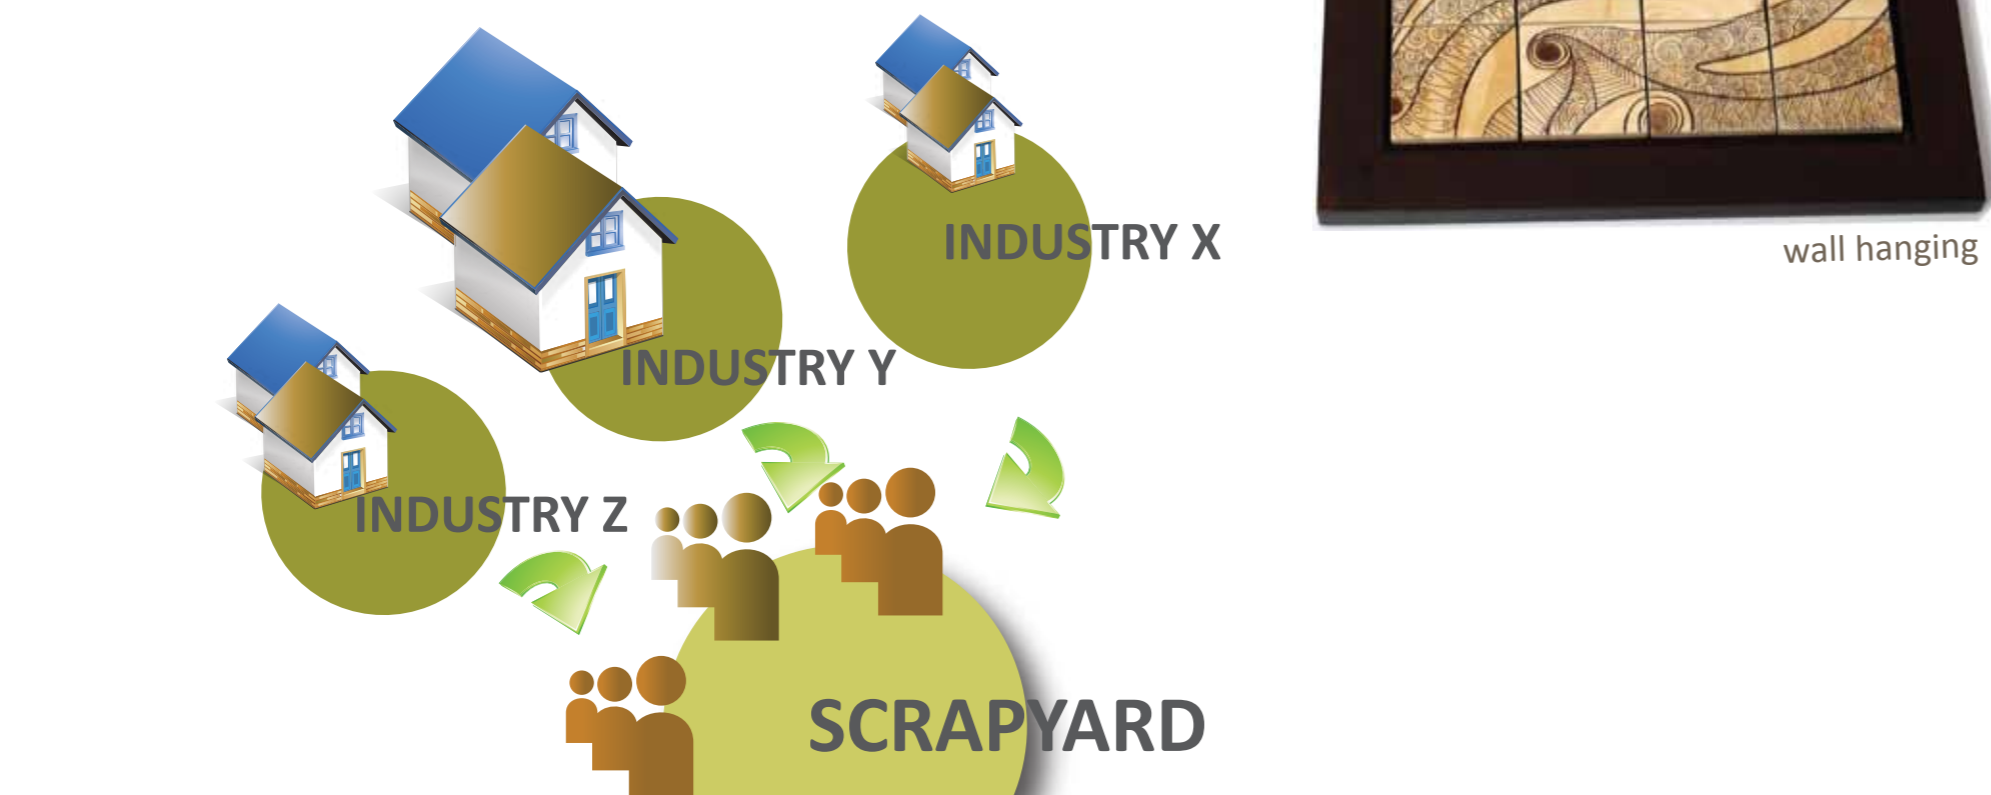 INDUSTRY X
wall hanging
INDUSTRY Y
INDUSTRY Z
SCRAPYARD